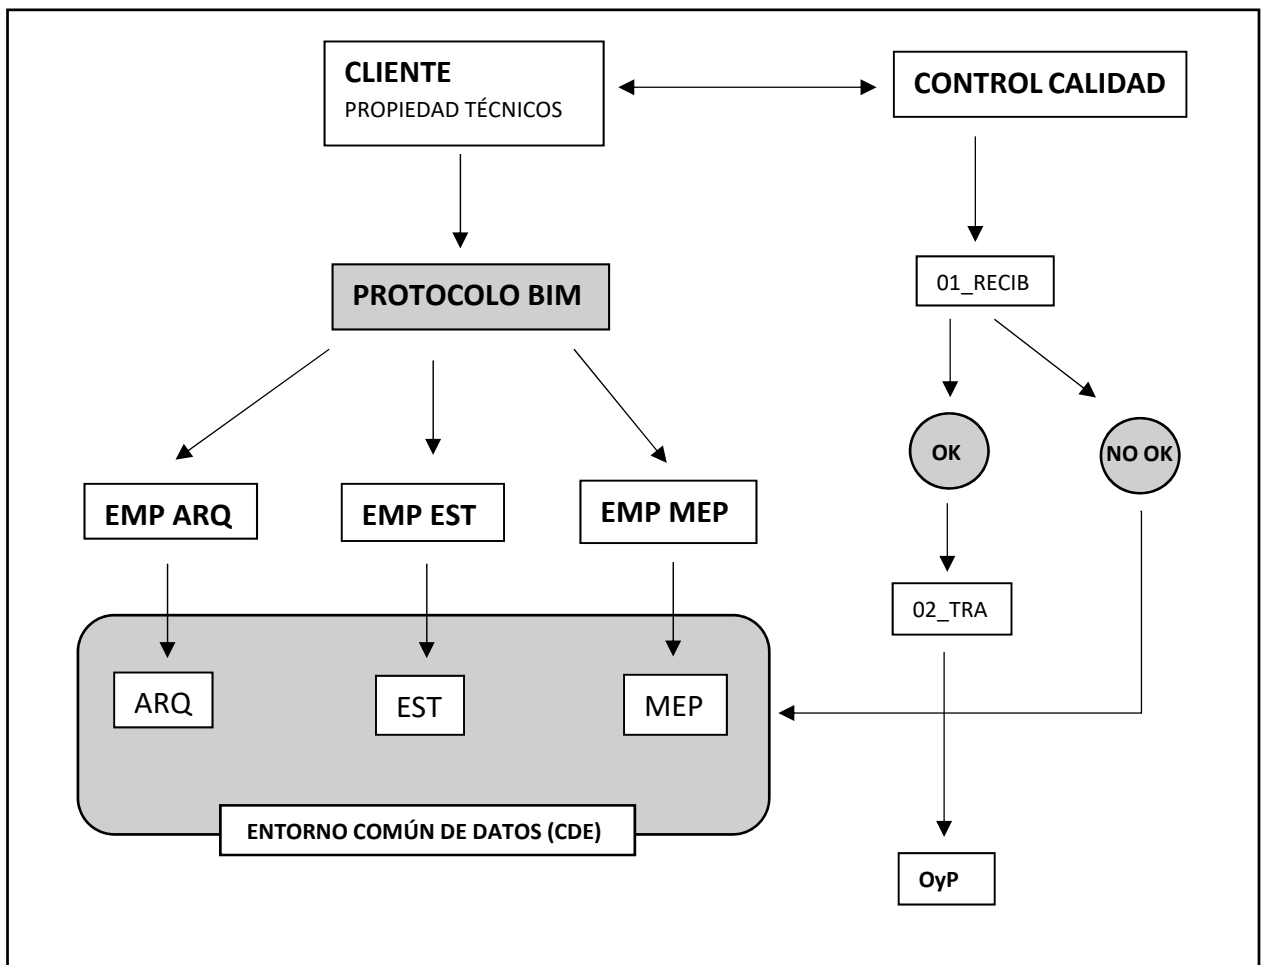 CLIENTE
PROPIEDAD TÉCNICOS
CONTROL CALIDAD
PROTOCOLO BIM
01_RECIB
OK
NO OK
EMP ARQ
EMP EST
EMP MEP
02_TRA
ARQ
EST
MEP
ENTORNO COMÚN DE DATOS (CDE)
OyP